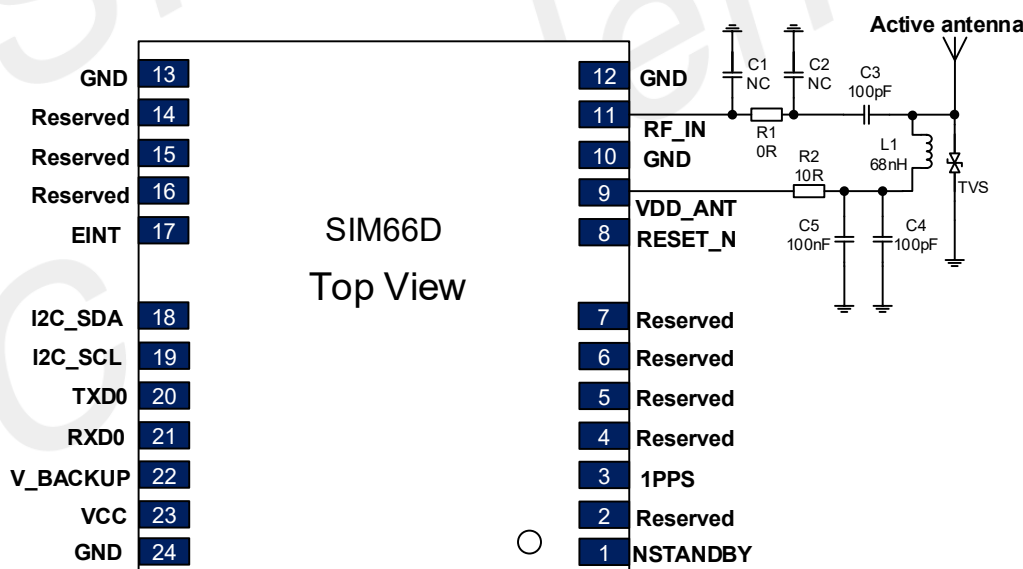 Active antenna
GND 13
12 GND
C1
NC
C2
NC
C3
100pF
Reserved 14
11 RF_IN
R1
0R
L1
68nH
Reserved 15
10 GND
R2
10R
TVS
Reserved 16
9 VDD_ANT
EINT 17
8 RESET_N
C5
100nF
C4
100pF
SIM66D
Top View
I2C_SDA 18
7 Reserved
I2C_SCL 19
6 Reserved
TXD0 20
5 Reserved
RXD0 21
4 Reserved
V_BACKUP 22
3 1PPS
VCC 23
2 Reserved
GND 24
1 NSTANDBY